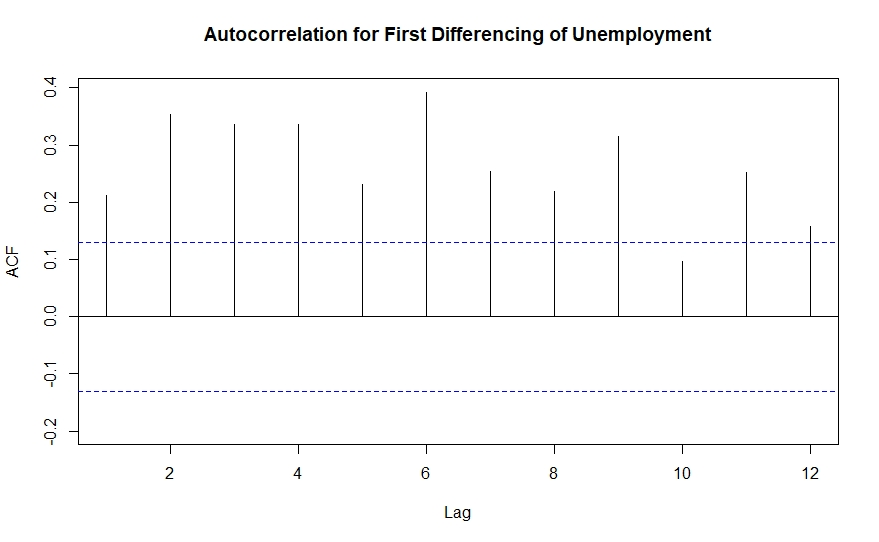 Autocorrelation for First Differencing of Unemployment
0.4
0.3
0.2
0.1
0.0
-0.1
-0.2
ACF
2 4 6 8 10 12
Lag